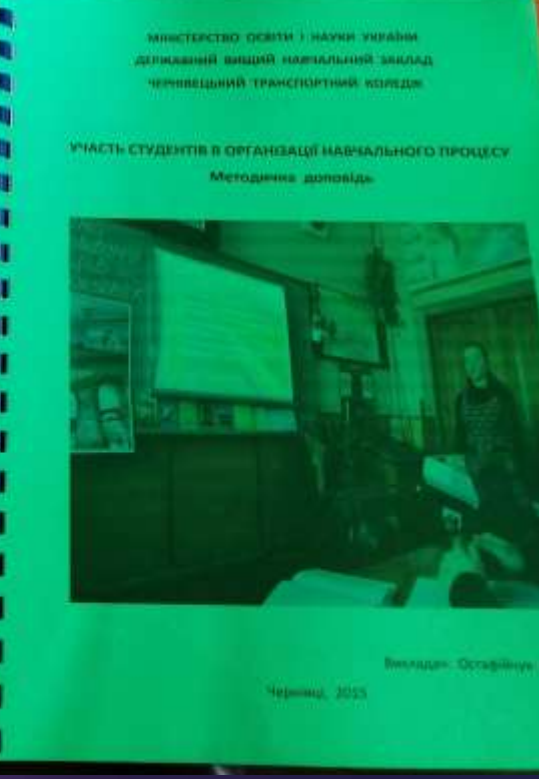 МІНІСТЕРСТВО ОСВІТИ І НАУКИ УКРАЇНИ
ДЕРЖАВНИЙ ВИЩИЙ НАВЧАЛЬНИЙ ЗАКЛАД
ЧЕРНІВЕЦЬКИЙ ТРАНСПОРТНИЙ КОЛЕДЖ
УЧАСТЬ СТУДЕНТІВ В ОРГАНІЗАЦІЇ НАВЧАЛЬНОГО ПРОЦЕСУ
Методична доповідь
Викладач: Остафійчук
Чернівці, 2015